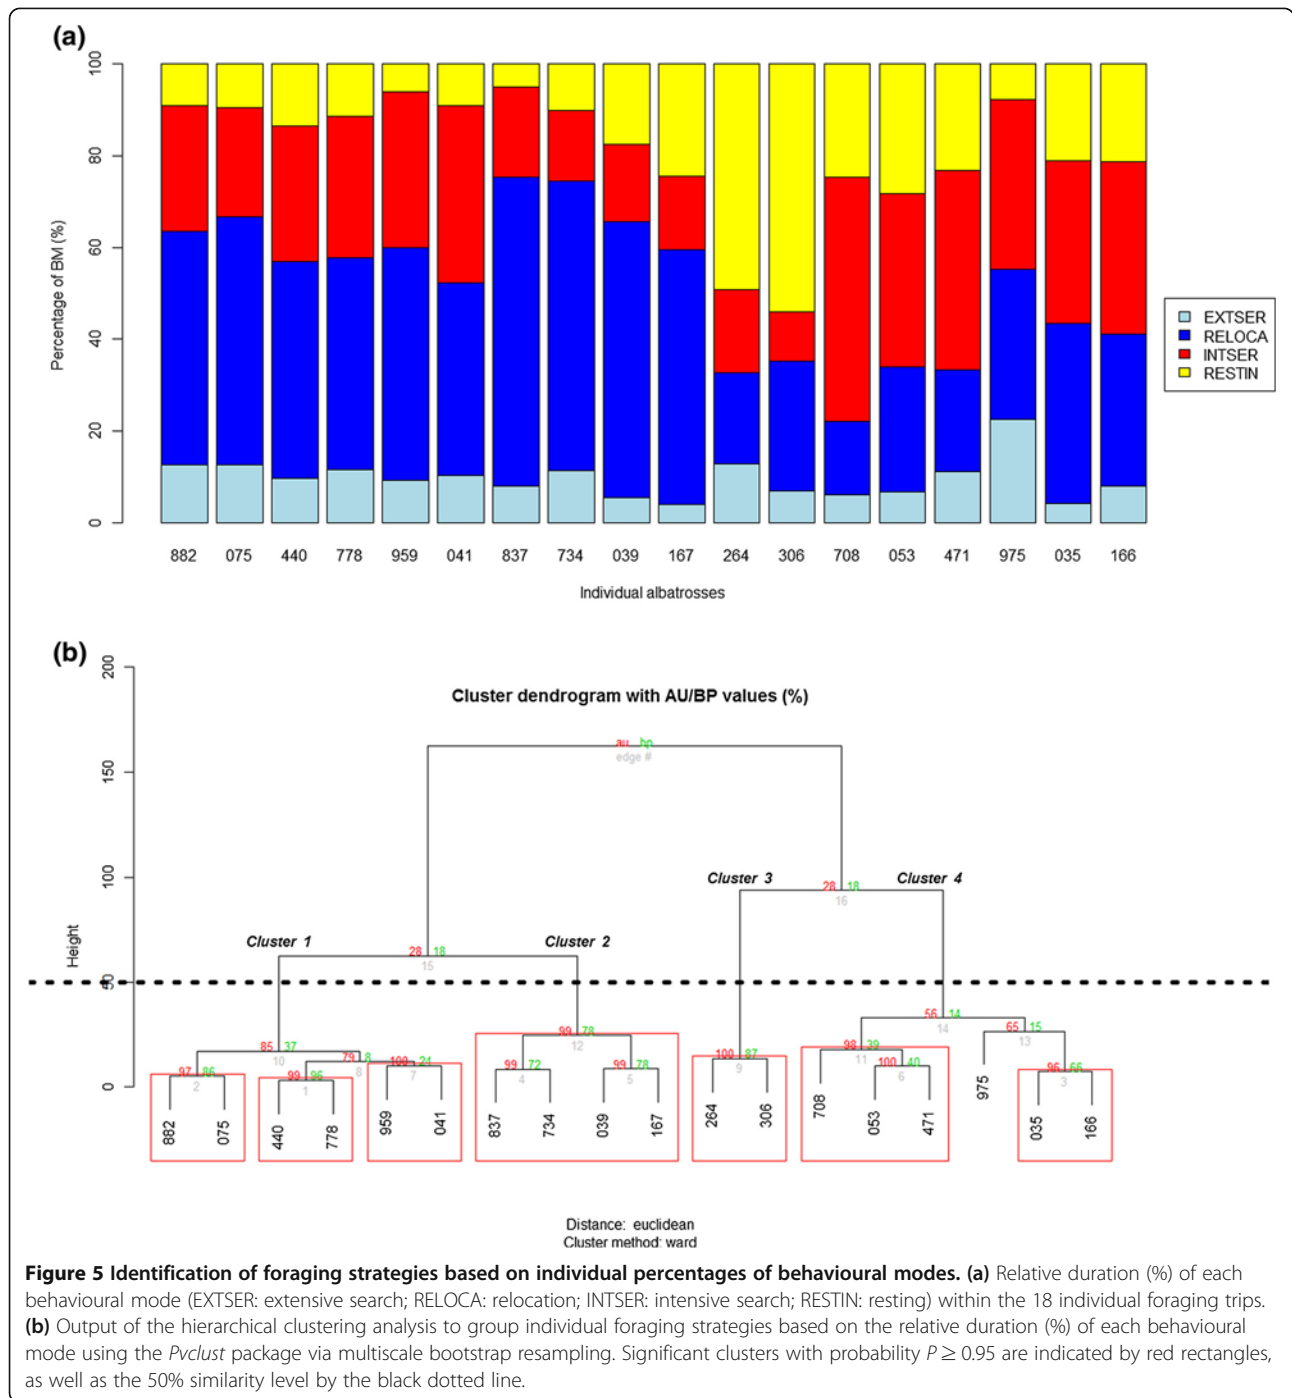 (a)
100
80
60
40
20
0
Percentage of BM (%)
EXTSER
RELOCA
INTSER
RESTIN
882 075 440 778 959 041 837 734 039 167 264 306 708 053 471 975 035 166
Individual albatrosses
(b)
200
150
100
50
0
Height
Cluster dendrogram with AU/BP values (%)
au bp
edge #
Cluster 3
Cluster 4
28 18
16
Cluster 1
Cluster 2
28 18
15
56 14
14
65 15
13
99 78
12
98 39
11
85 37
10
100 87
9
79 8
8
100 24
7
100 40
6
99 78
5
99 72
4
96 66
3
97 86
2
99 96
1
882 075 440 778 959 041 837 734 039 167 264 306 708 053 471 975 035 166
Distance: euclidean
Cluster method: ward
Figure 5 Identification of foraging strategies based on individual percentages of behavioural modes. (a) Relative duration (%) of each
behavioural mode (EXTSER: extensive search; RELOCA: relocation; INTSER: intensive search; RESTIN: resting) within the 18 individual foraging trips.
(b) Output of the hierarchical clustering analysis to group individual foraging strategies based on the relative duration (%) of each behavioural
mode using the Pvclust package via multiscale bootstrap resampling. Significant clusters with probability P ≥ 0.95 are indicated by red rectangles,
as well as the 50% similarity level by the black dotted line.